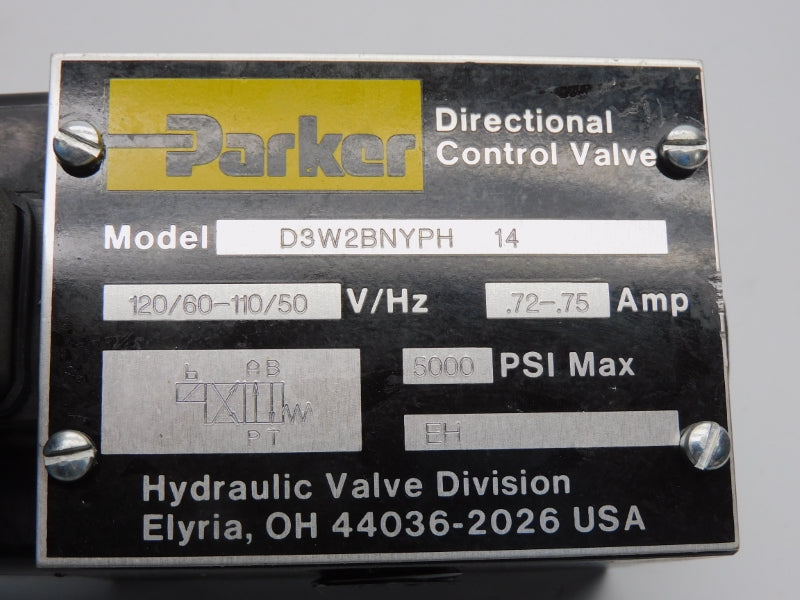 Parker
Directional
Control Valve
Model D3W2BNYPH 14
120/60-110/50 V/Hz .72-.75 Amp
b A B
P T
5000 PSI Max
EH
Hydraulic Valve Division
Elyria, OH 44036-2026 USA